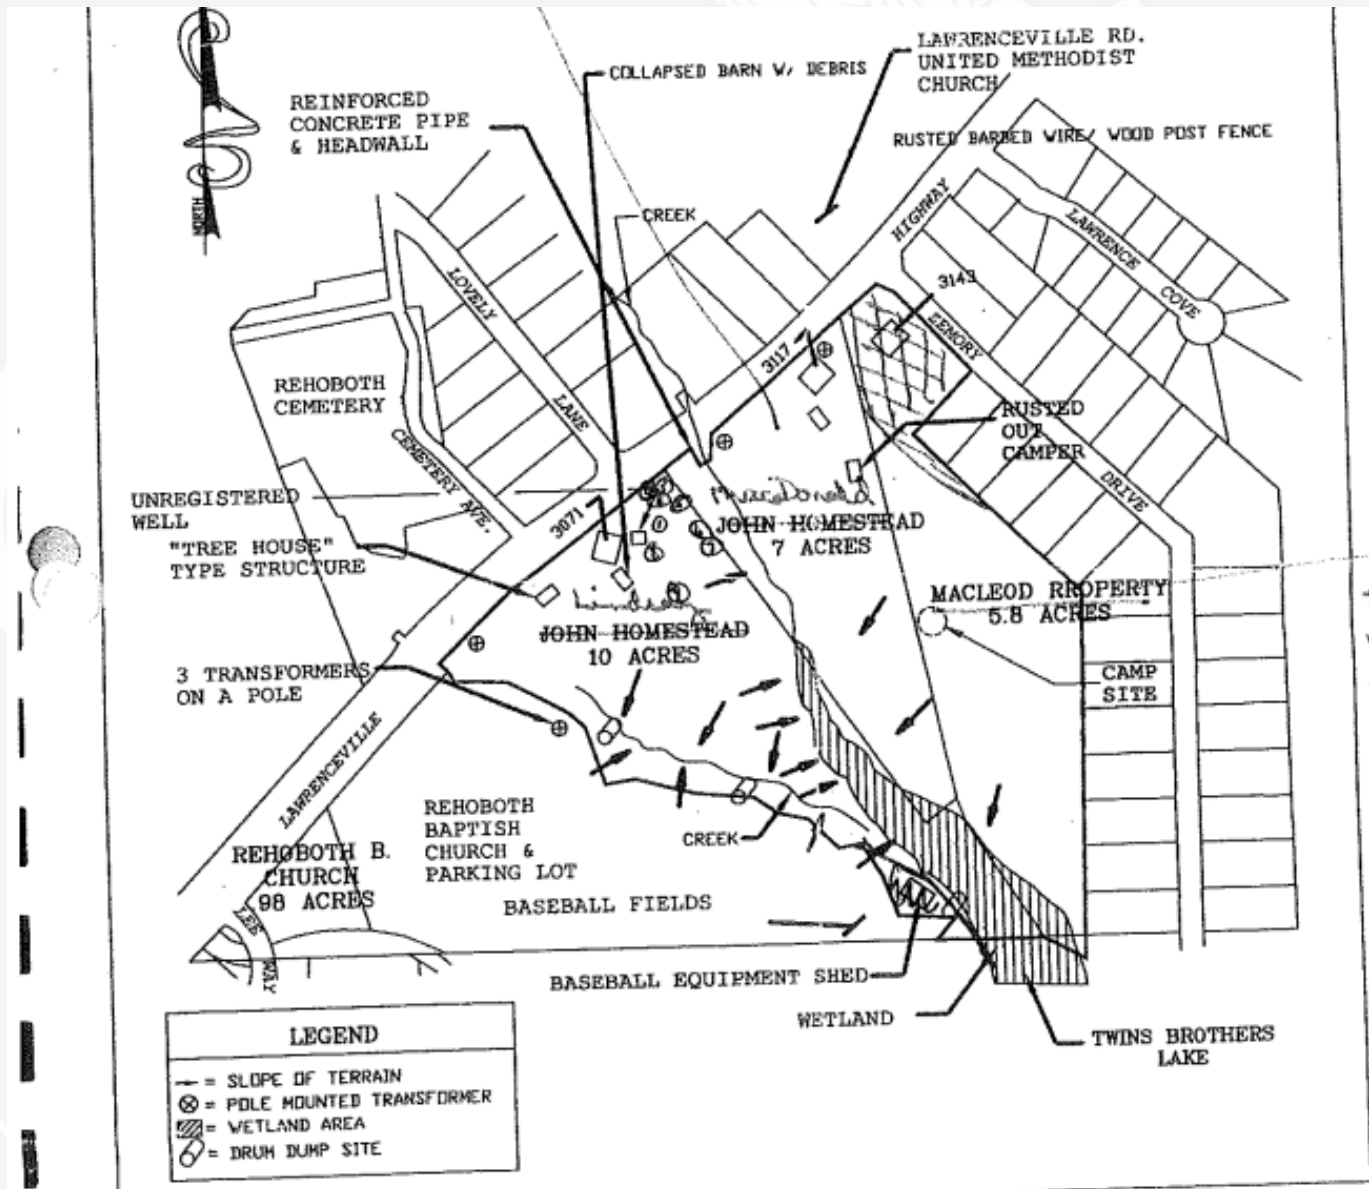 LAWRENCEVILLE RD.
UNITED METHODIST
CHURCH
COLLAPSED BARN W/ DEBRIS
REINFORCED
CONCRETE PIPE
& HEADWALL
RUSTED BARBED WIRE/ WOOD POST FENCE
NORTH
CREEK
HIGHWAY
LAWRENCE
COVE
LOVELY
LANE
3143
EEMORY
DRIVE
3117
REHOBOTH
CEMETERY
CEMETERY AVE.
RUSTED
OUT
CAMPER
UNREGISTERED
WELL
3071
MacDonald
JOHN HOMESTEAD
7 ACRES
"TREE HOUSE"
TYPE STRUCTURE
MACLEOD RROPERTY
5.8 ACRES
JOHN HOMESTEAD
10 ACRES
3 TRANSFORMERS
ON A POLE
CAMP
SITE
LAWRENCEVILLE
REHOBOTH
BAPTISH
CHURCH &
PARKING LOT
CREEK
REHOBOTH B.
CHURCH
98 ACRES
BASEBALL FIELDS
LEE
WAY
BASEBALL EQUIPMENT SHED
WETLAND
TWINS BROTHERS
LAKE
LEGEND
= SLOPE OF TERRAIN
= POLE MOUNTED TRANSFORMER
= WETLAND AREA
= DRUM DUMP SITE